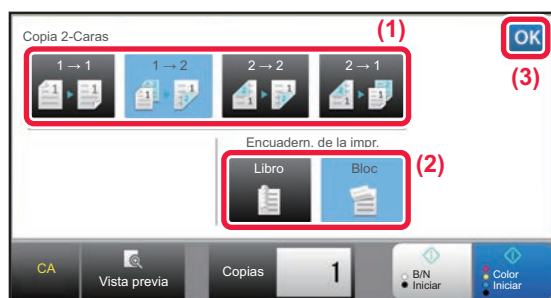 Copia 2-Caras
(1)
OK
(3)
1 → 1
1 → 2
2 → 2
2 → 1
Encuadern. de la impr.
Libro
Bloc
(2)
CA
Vista previa
Copias
1
B/N
Iniciar
Color
Iniciar